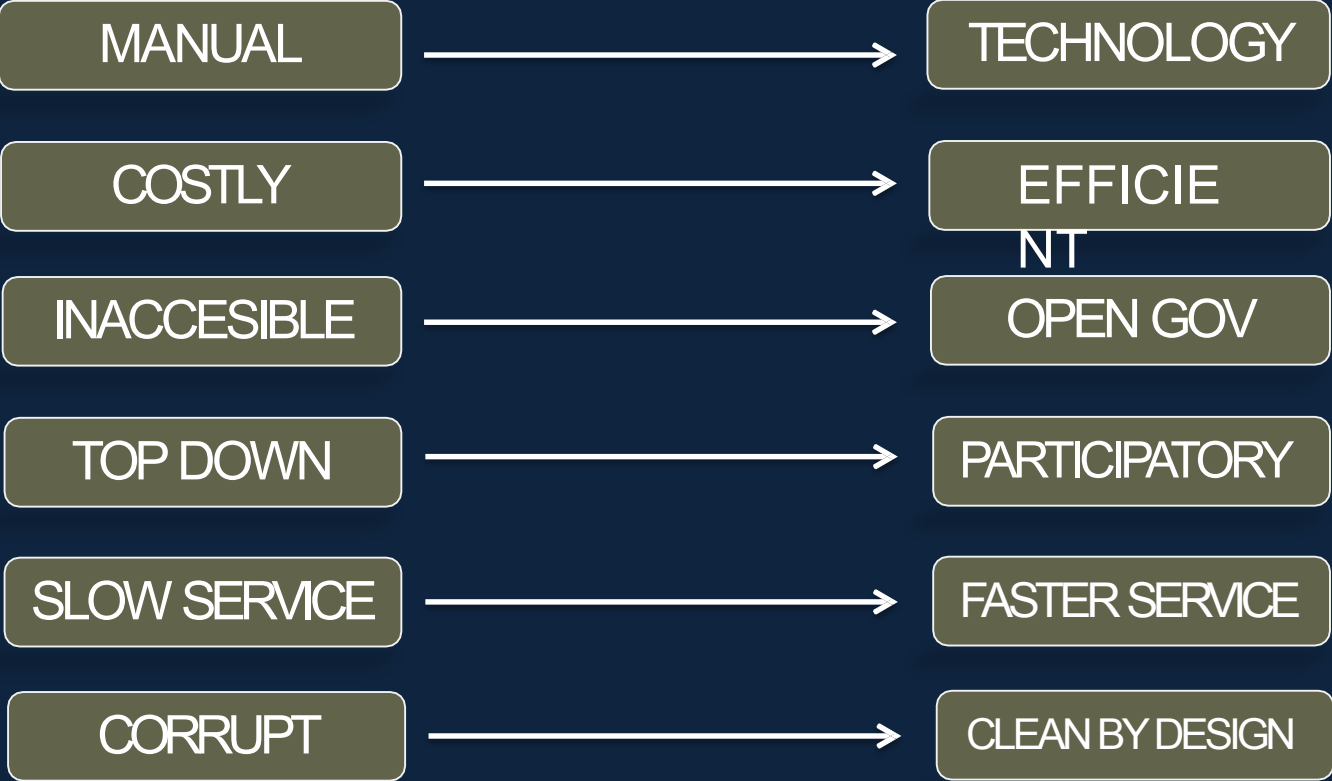 MANUAL
TECHNOLOGY
COSTLY
EFFICIE
NT
INACCESIBLE
OPEN GOV
TOP DOWN
PARTICIPATORY
SLOW SERVICE
FASTER SERVICE
CORRUPT
CLEAN BY DESIGN